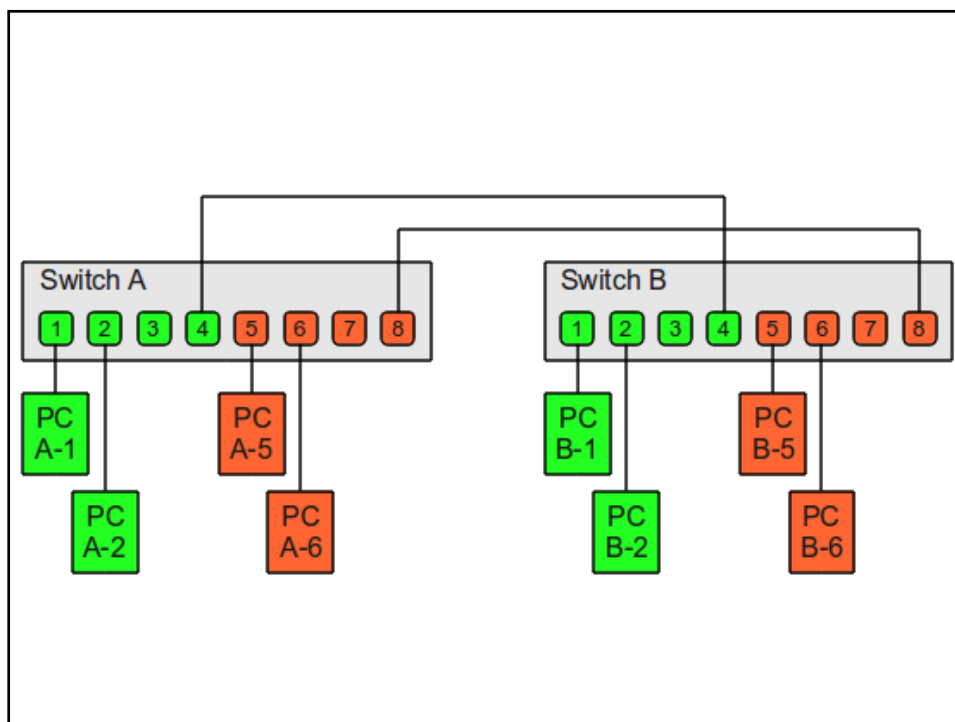 Switch A
1 2 3 4 5 6 7 8
Switch B
1 2 3 4 5 6 7 8
PC
A-1
PC
A-2
PC
A-5
PC
A-6
PC
B-1
PC
B-2
PC
B-5
PC
B-6